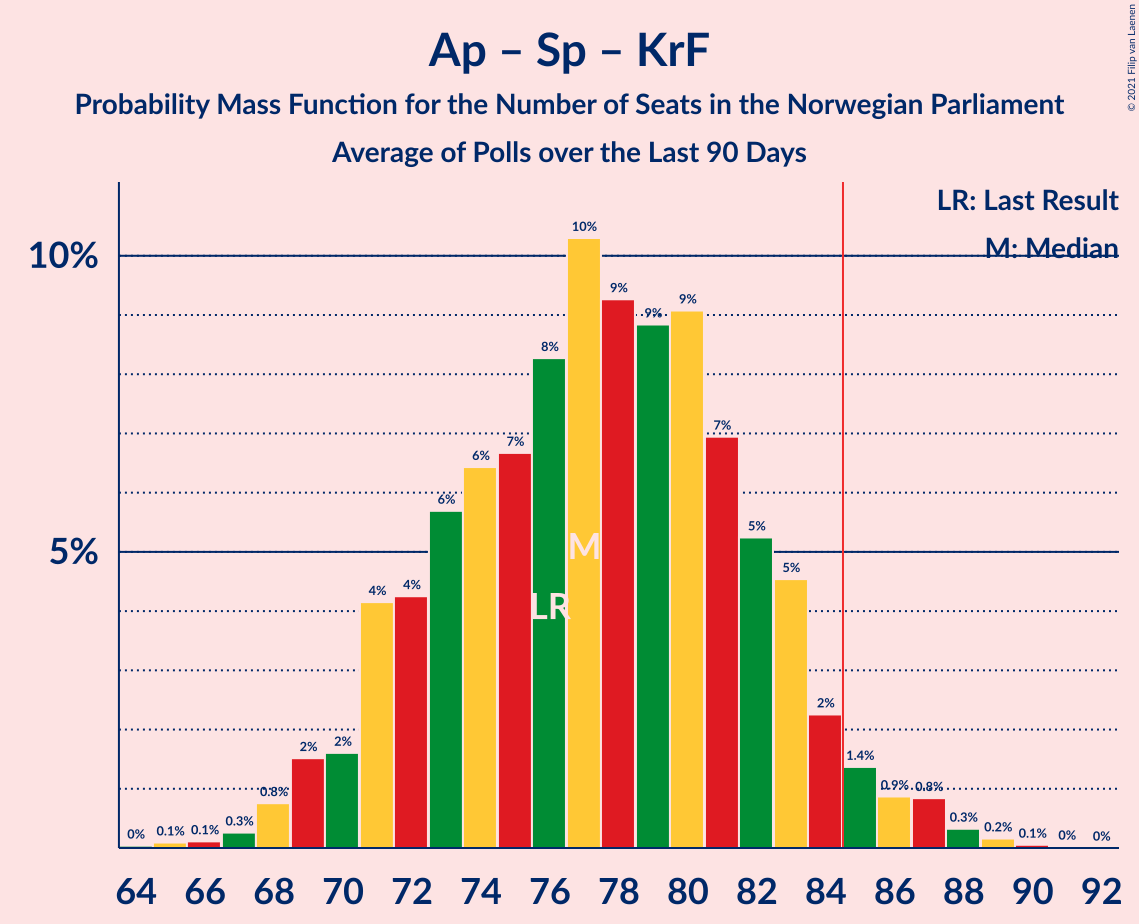 Ap – Sp – KrF
Probability Mass Function for the Number of Seats in the Norwegian Parliament
Average of Polls over the Last 90 Days
© 2021 Filip van Laenen
LR: Last Result
M: Median
10%
5%
0% 0.1% 0.1% 0.3% 0.8% 2% 2% 4% 4% 6% 6% 7% 8% 10% 9% 9% 9% 7% 5% 5% 2% 1.4% 0.9% 0.8% 0.3% 0.2% 0.1% 0% 0%
M
LR
64 66 68 70 72 74 76 78 80 82 84 86 88 90 92